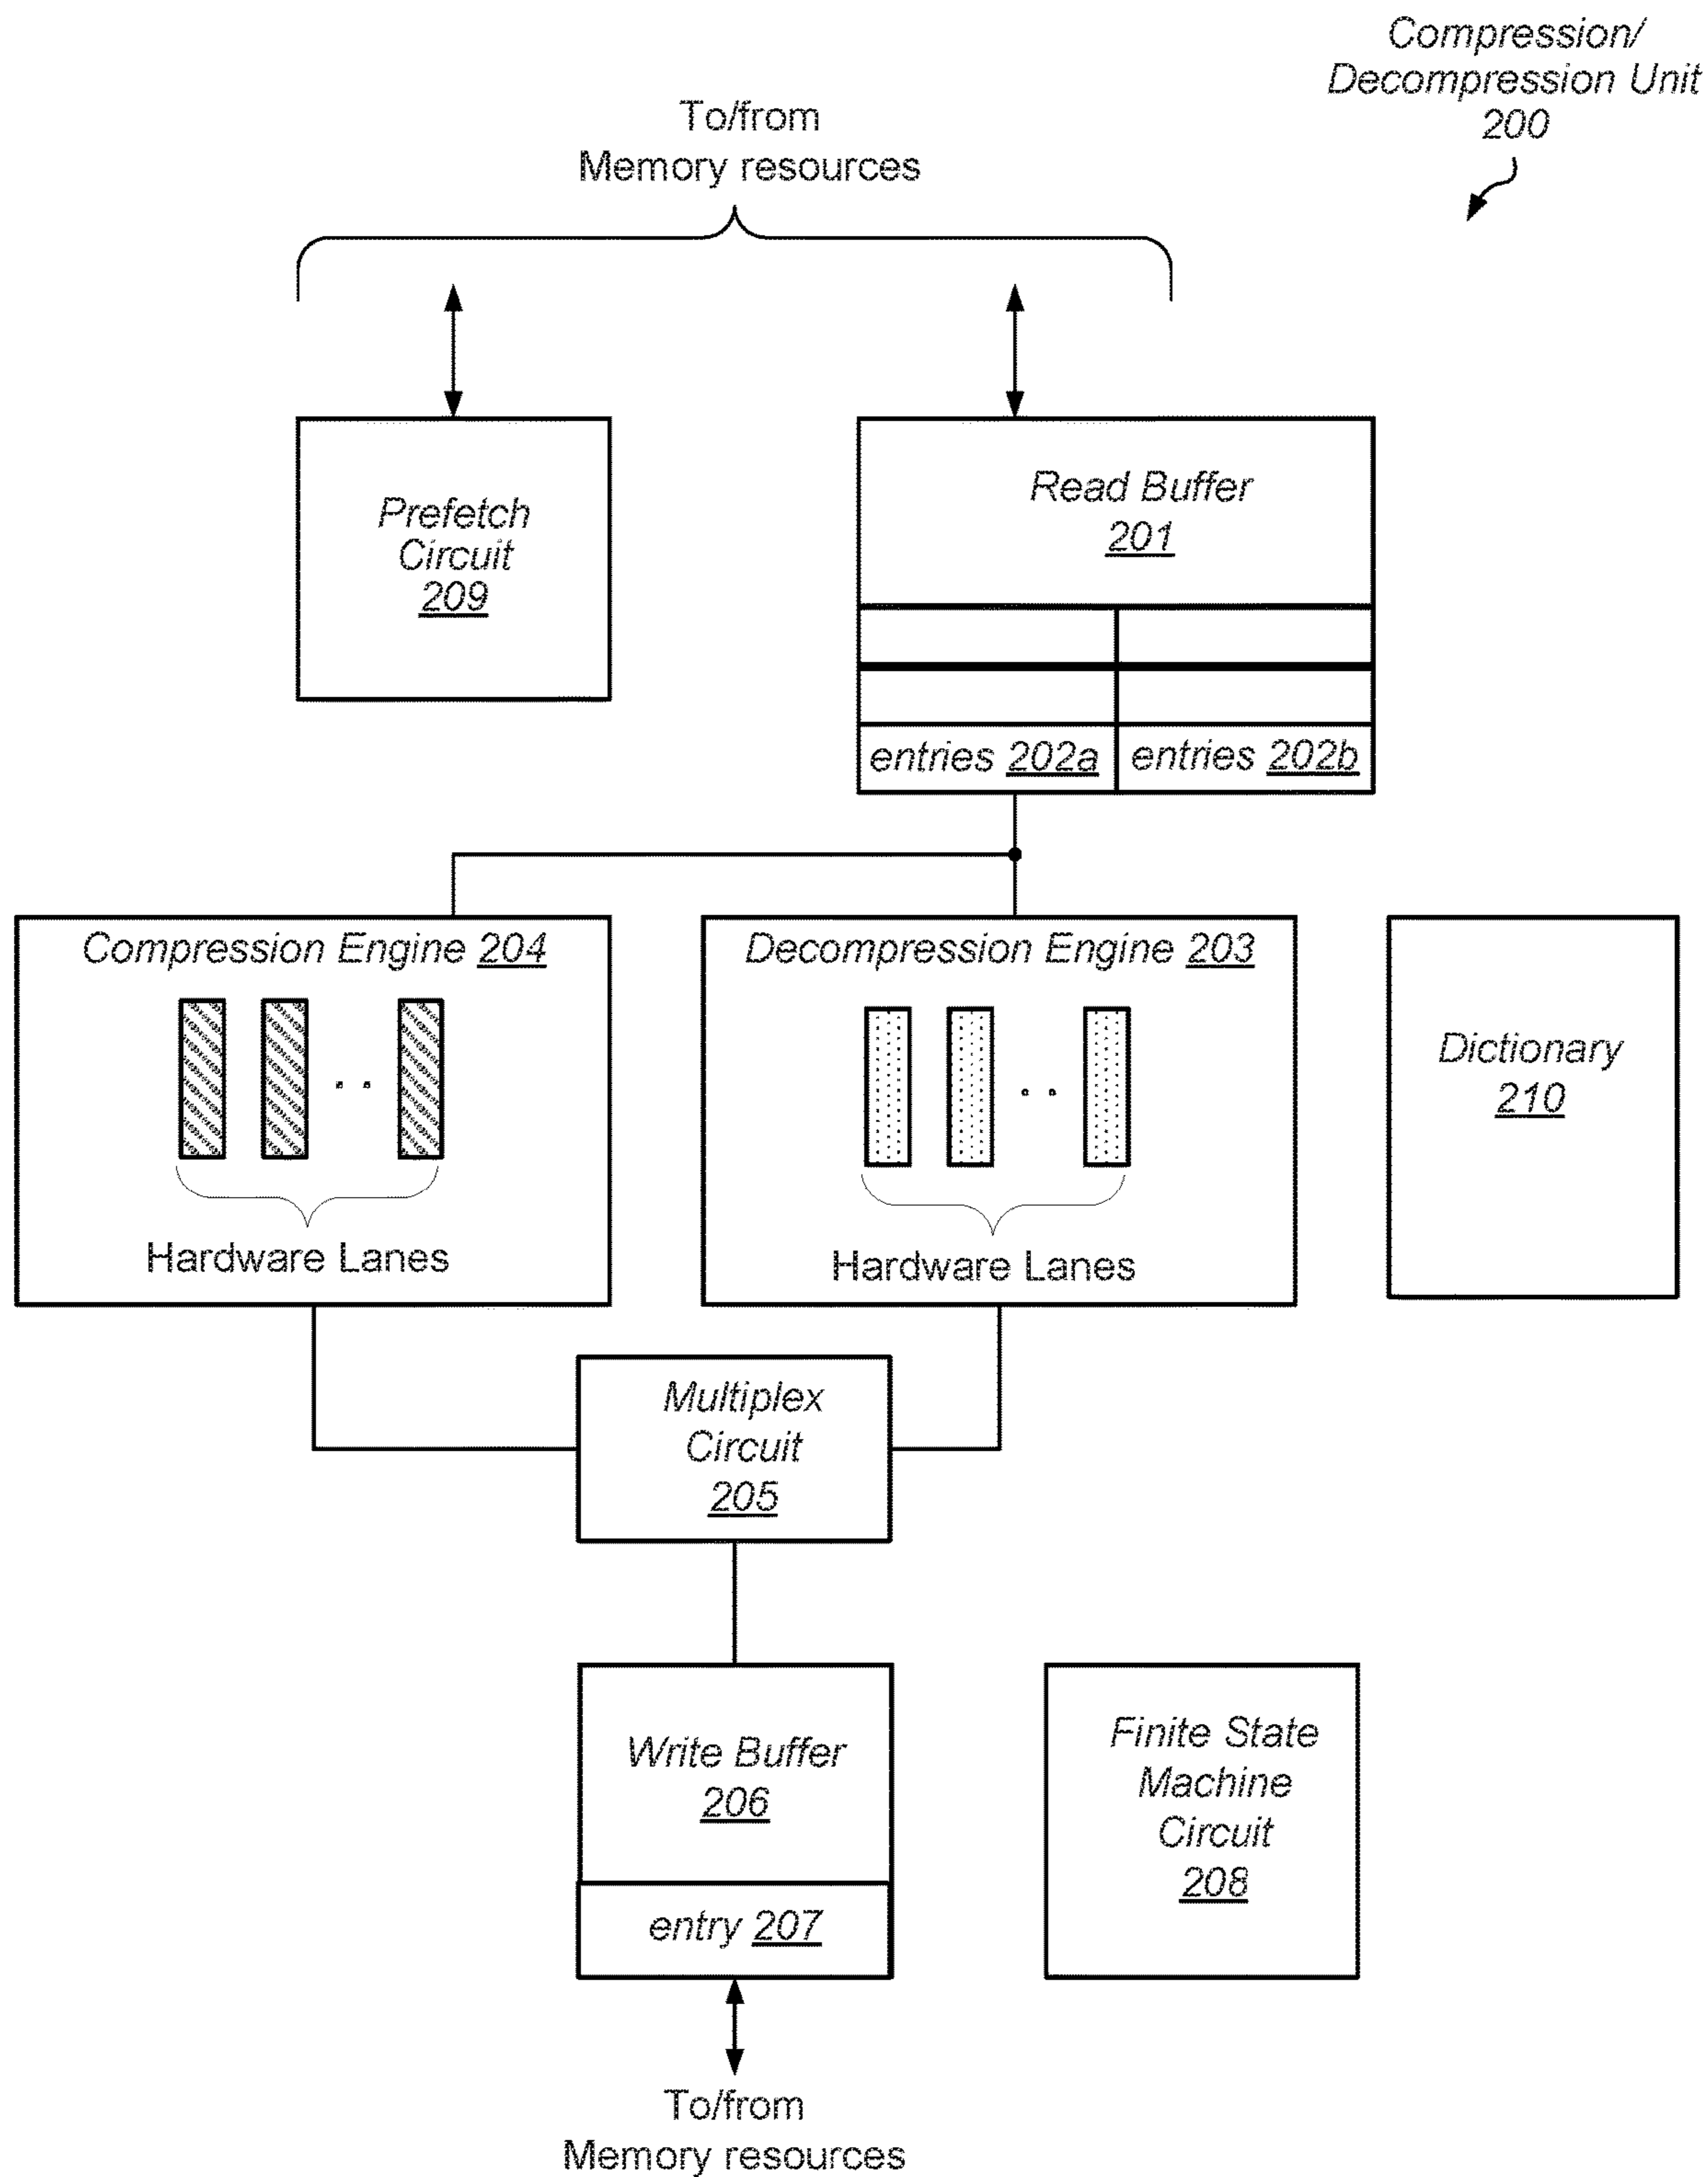 Compression/
Decompression Unit
200
To/from
Memory resources
Prefetch
Circuit
209
Read Buffer
201
entries 202a
entries 202b
Compression Engine 204
. .
Hardware Lanes
Decompression Engine 203
. .
Hardware Lanes
Dictionary
210
Multiplex
Circuit
205
Write Buffer
206
entry 207
Finite State
Machine
Circuit
208
To/from
Memory resources